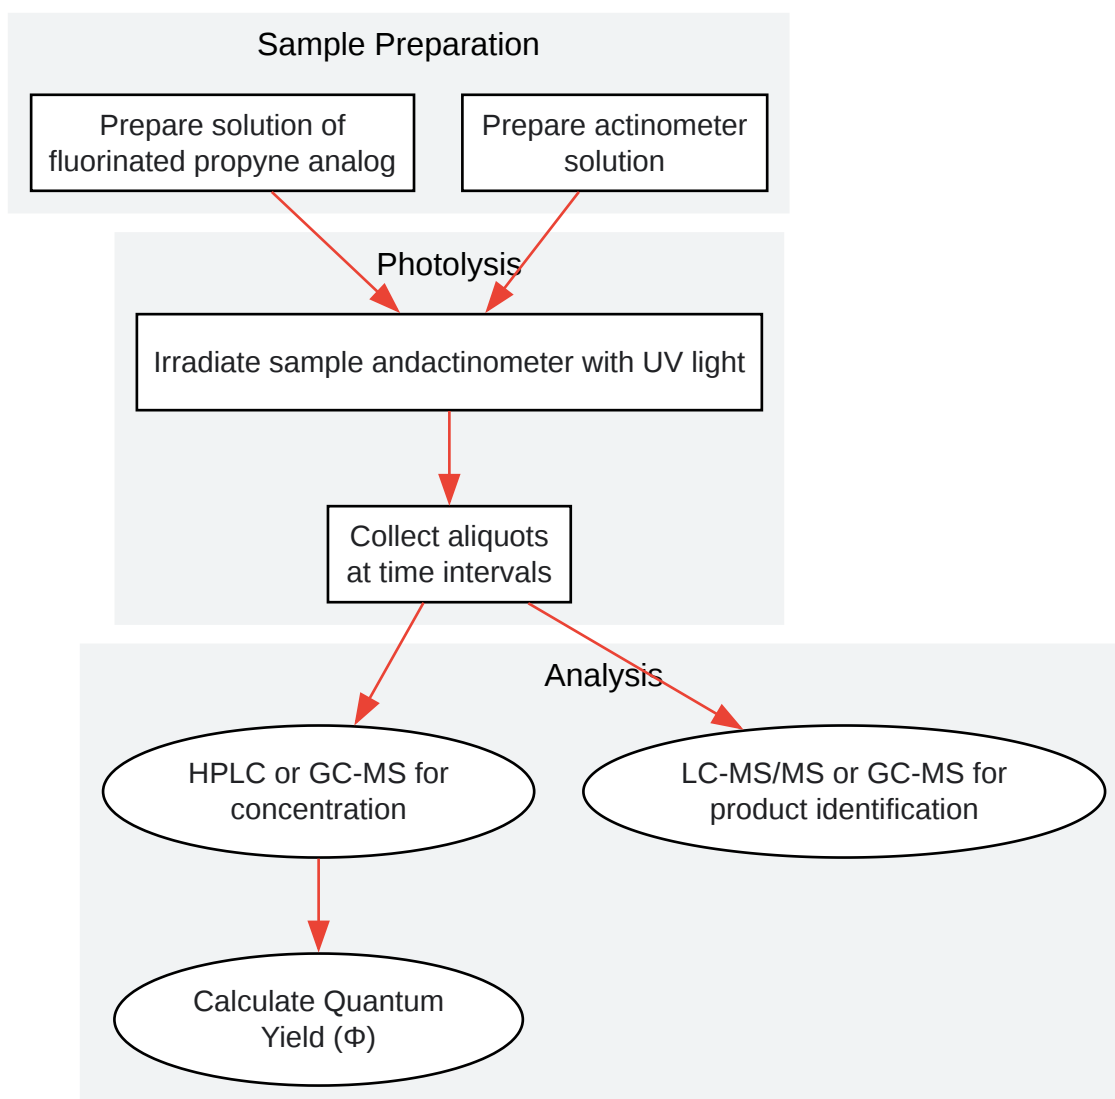 Sample Preparation
Prepare solution of
fluorinated propyne analog
Prepare actinometer
solution
Photolysis
Irradiate sample andactinometer with UV light
Collect aliquots
at time intervals
Analysis
HPLC or GC-MS for
concentration
LC-MS/MS or GC-MS for
product identification
Calculate Quantum
Yield (Φ)